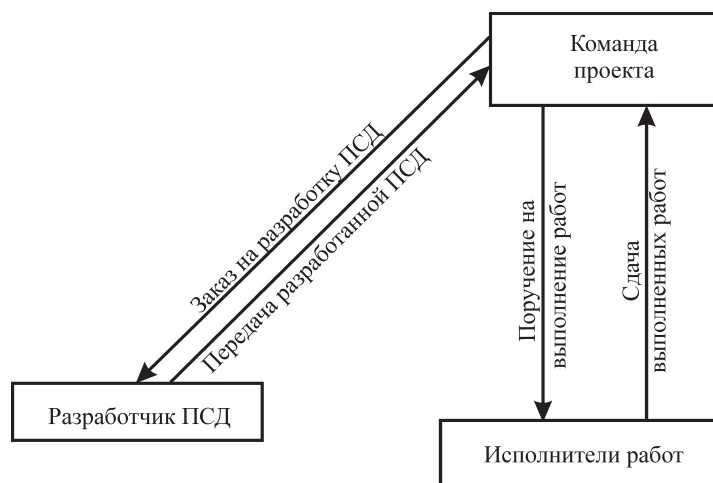 Команда
проекта
Заказ на разработку ПСД
Передача разработанной ПСД
Поручение на
выполнение работ
Сдача
выполненных работ
Разработчик ПСД
Исполнители работ